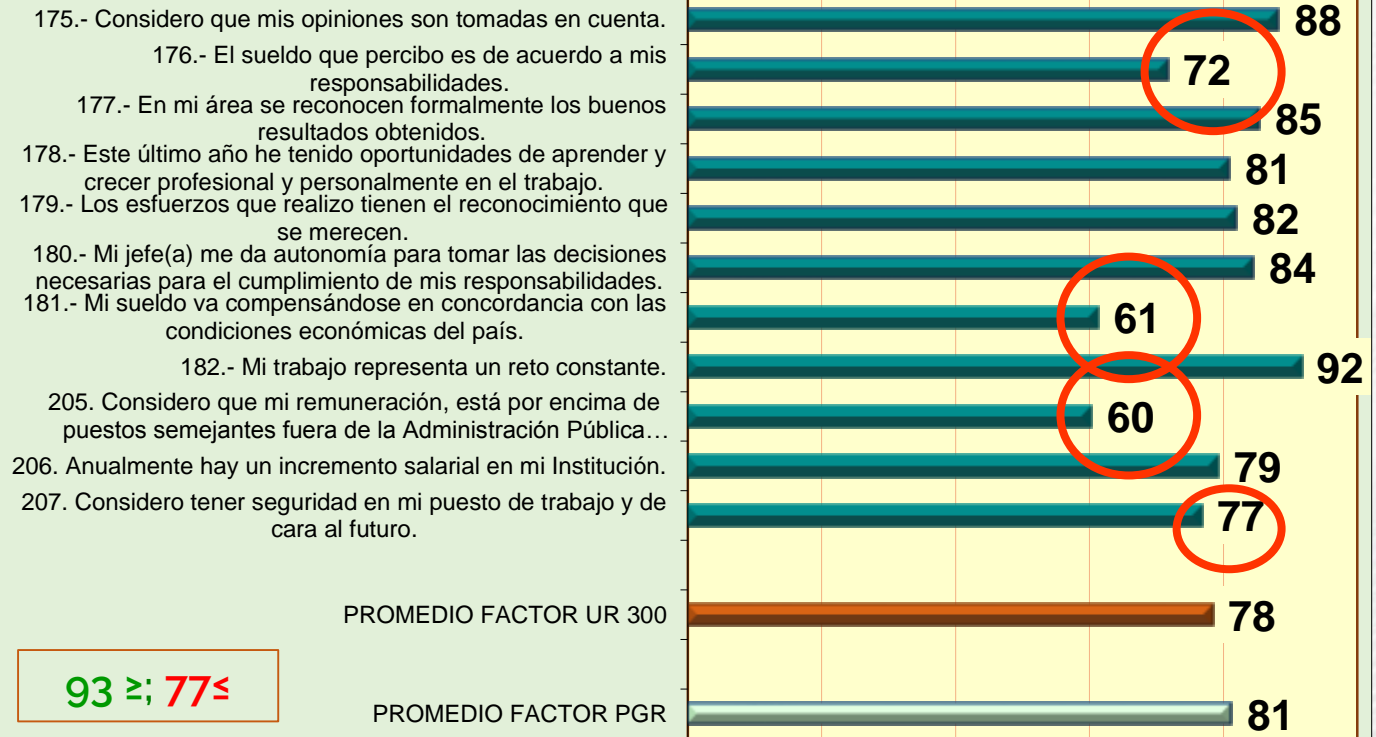 175.- Considero que mis opiniones son tomadas en cuenta.
88
176.- El sueldo que percibo es de acuerdo a mis
responsabilidades.
72
177.- En mi área se reconocen formalmente los buenos
resultados obtenidos.
85
178.- Este último año he tenido oportunidades de aprender y
crecer profesional y personalmente en el trabajo.
81
179.- Los esfuerzos que realizo tienen el reconocimiento que
se merecen.
82
180.- Mi jefe(a) me da autonomía para tomar las decisiones
necesarias para el cumplimiento de mis responsabilidades.
84
181.- Mi sueldo va compensándose en concordancia con las
condiciones económicas del país.
61
182.- Mi trabajo representa un reto constante.
92
205. Considero que mi remuneración, está por encima de
puestos semejantes fuera de la Administración Pública…
60
206. Anualmente hay un incremento salarial en mi Institución.
79
207. Considero tener seguridad en mi puesto de trabajo y de
cara al futuro.
77
PROMEDIO FACTOR UR 300
78
93 ≥; 77≤
PROMEDIO FACTOR PGR
81